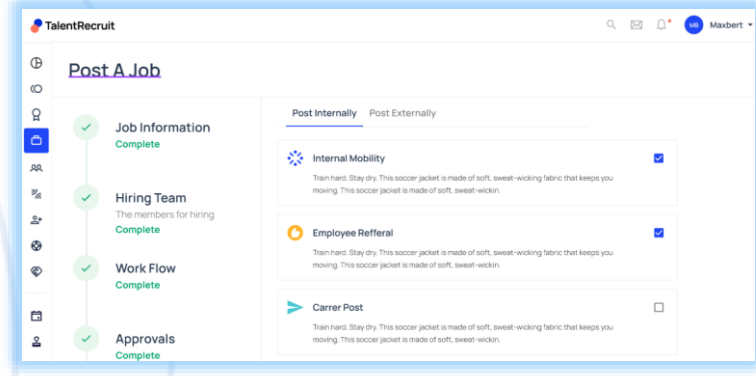 TalentRecruit
MB
Maxbert
Post A Job
Job Information
Complete
Hiring Team
The members for hiring
Complete
Work Flow
Complete
Approvals
Complete
Post Internally
Post Externally
Internal Mobility
Train hard. Stay dry. This soccer jacket is made of soft, sweat-wicking fabric that keeps you
moving. This soccer jacket is made of soft, sweat-wickin.
Employee Refferal
Train hard. Stay dry. This soccer jacket is made of soft, sweat-wicking fabric that keeps you
moving. This soccer jacket is made of soft, sweat-wickin.
Carrer Post
Train hard. Stay dry. This soccer jacket is made of soft, sweat-wicking fabric that keeps you
moving. This soccer jacket is made of soft, sweat-wickin.